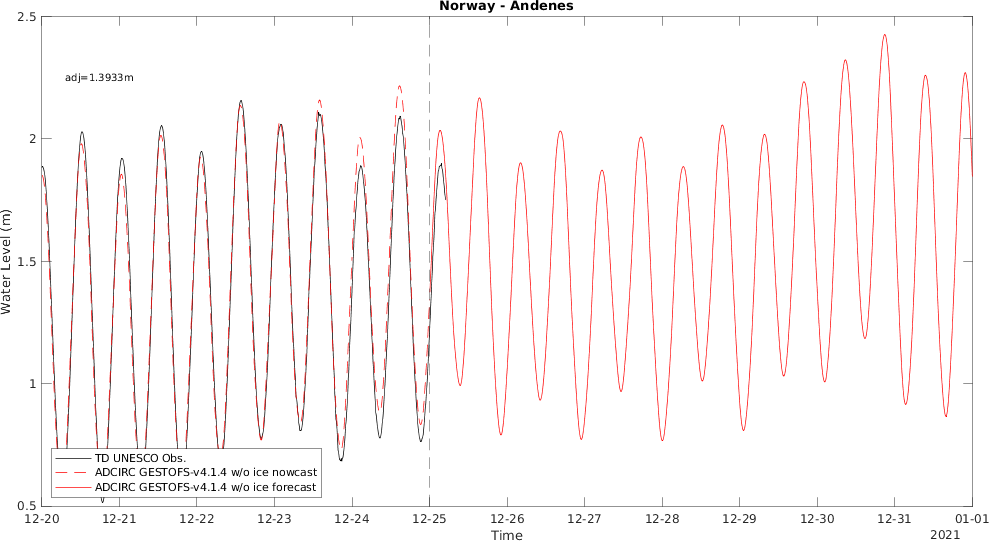 Norway - Andenes
2.5
adj=1.3933m
2
1.5
1
0.5
Water Level (m)
TD UNESCO Obs.
ADCIRC GESTOFS-v4.1.4 w/o ice nowcast
ADCIRC GESTOFS-v4.1.4 w/o ice forecast
12-20 12-21 12-22 12-23 12-24 12-25 12-26 12-27 12-28 12-29 12-30 12-31 01-01
Time
2021